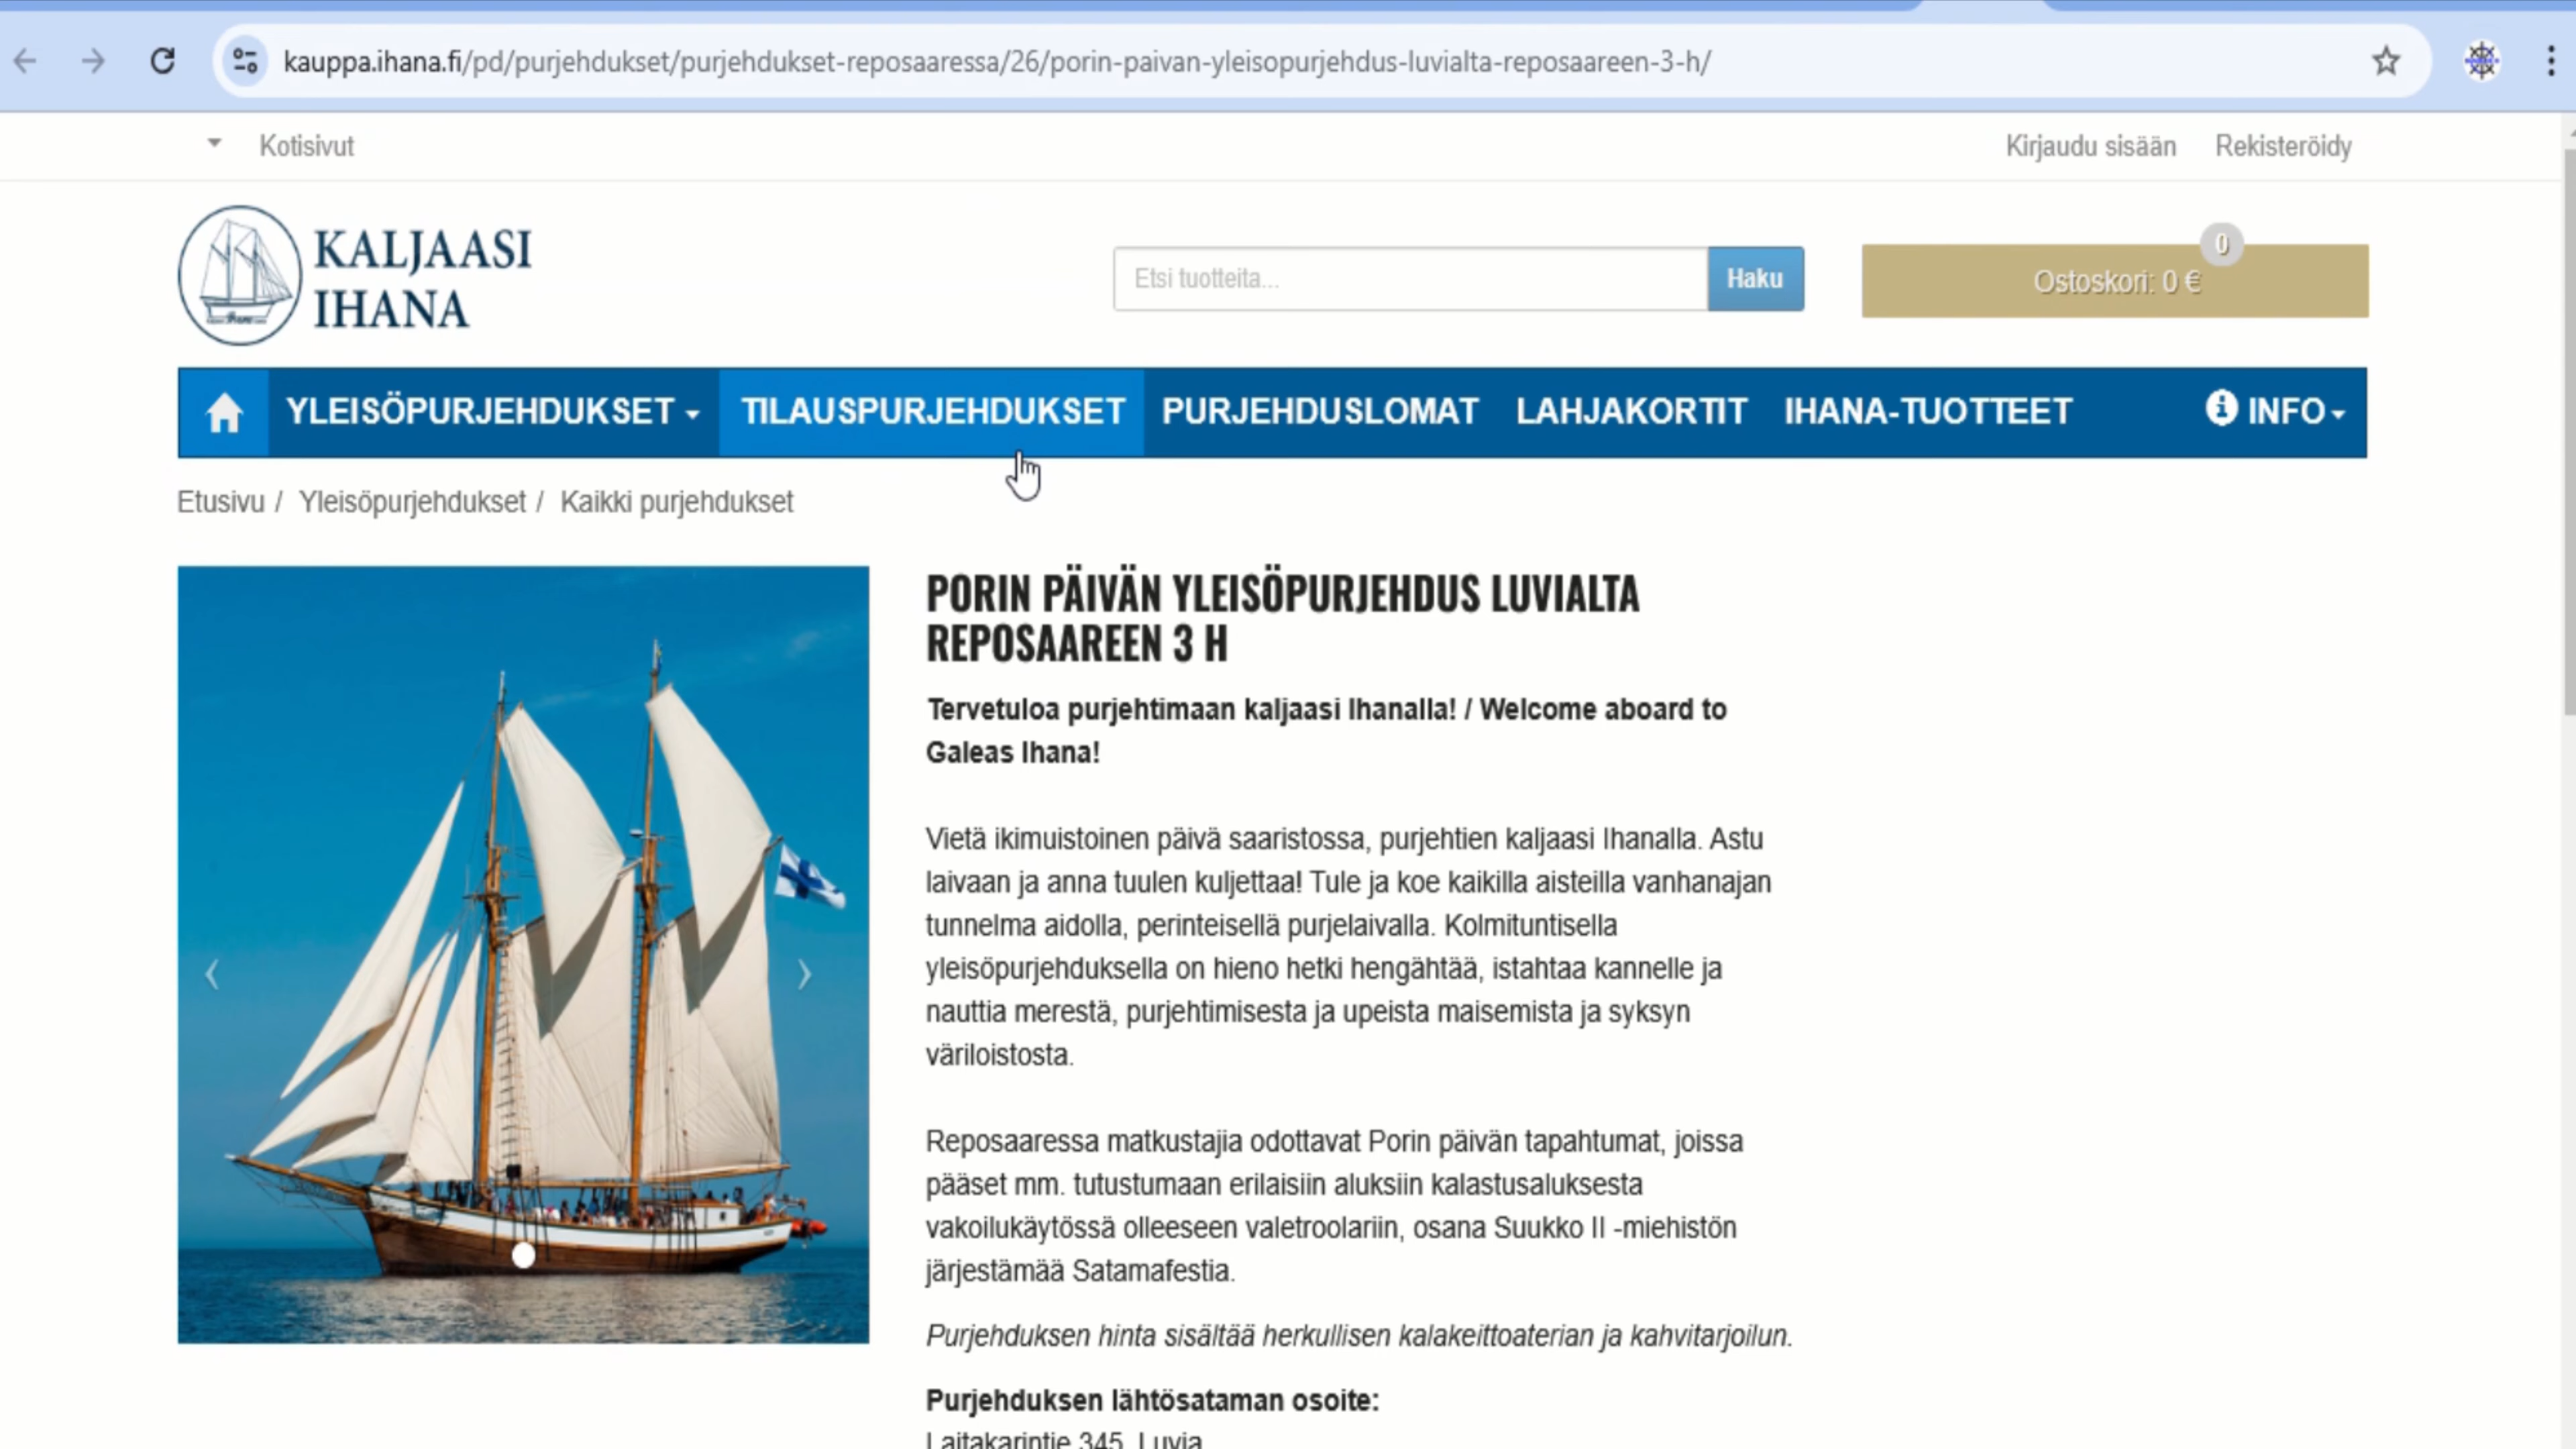 kauppa.ihana.fi/pd/purjehdukset/purjehdukset-reposaaressa/26/porin-paivan-yleisopurjehdus-luvialta-reposaareen-3-h/
Kotisivut
Kirjaudu sisään
Rekisteröidy
KALJAASI
IHANA
Etsi tuotteita...
Haku
0
Ostoskori: 0 €
YLEISÖPURJEHDUKSET
TILAUSPURJEHDUKSET
PURJEHDUSLOMAT
LAHJAKORTIT
IHANA-TUOTTEET
INFO
Etusivu / Yleisöpurjehdukset / Kaikki purjehdukset
PORIN PÄIVÄN YLEISÖPURJEHDUS LUVIALTA
REPOSAAREEN 3 H
Tervetuloa purjehtimaan kaljaasi Ihanalla! / Welcome aboard to
Galeas Ihana!
Vietä ikimuistoinen päivä saaristossa, purjehtien kaljaasi Ihanalla. Astu
laivaan ja anna tuulen kuljettaa! Tule ja koe kaikilla aisteilla vanhanajan
tunnelma aidolla, perinteisellä purjelaivalla. Kolmituntisella
yleisöpurjehduksella on hieno hetki hengähtää, istahtaa kannelle ja
nauttia merestä, purjehtimisesta ja upeista maisemista ja syksyn
väriloistosta.
Reposaaressa matkustajia odottavat Porin päivän tapahtumat, joissa
pääset mm. tutustumaan erilaisiin aluksiin kalastusaluksesta
vakoilukäytössä olleeseen valetroolariin, osana Suukko II -miehistön
järjestämää Satamafestia.
Purjehduksen hinta sisältää herkullisen kalakeittoaterian ja kahvitarjoilun.
Purjehduksen lähtösataman osoite:
Laitakarintie 345, Luvia